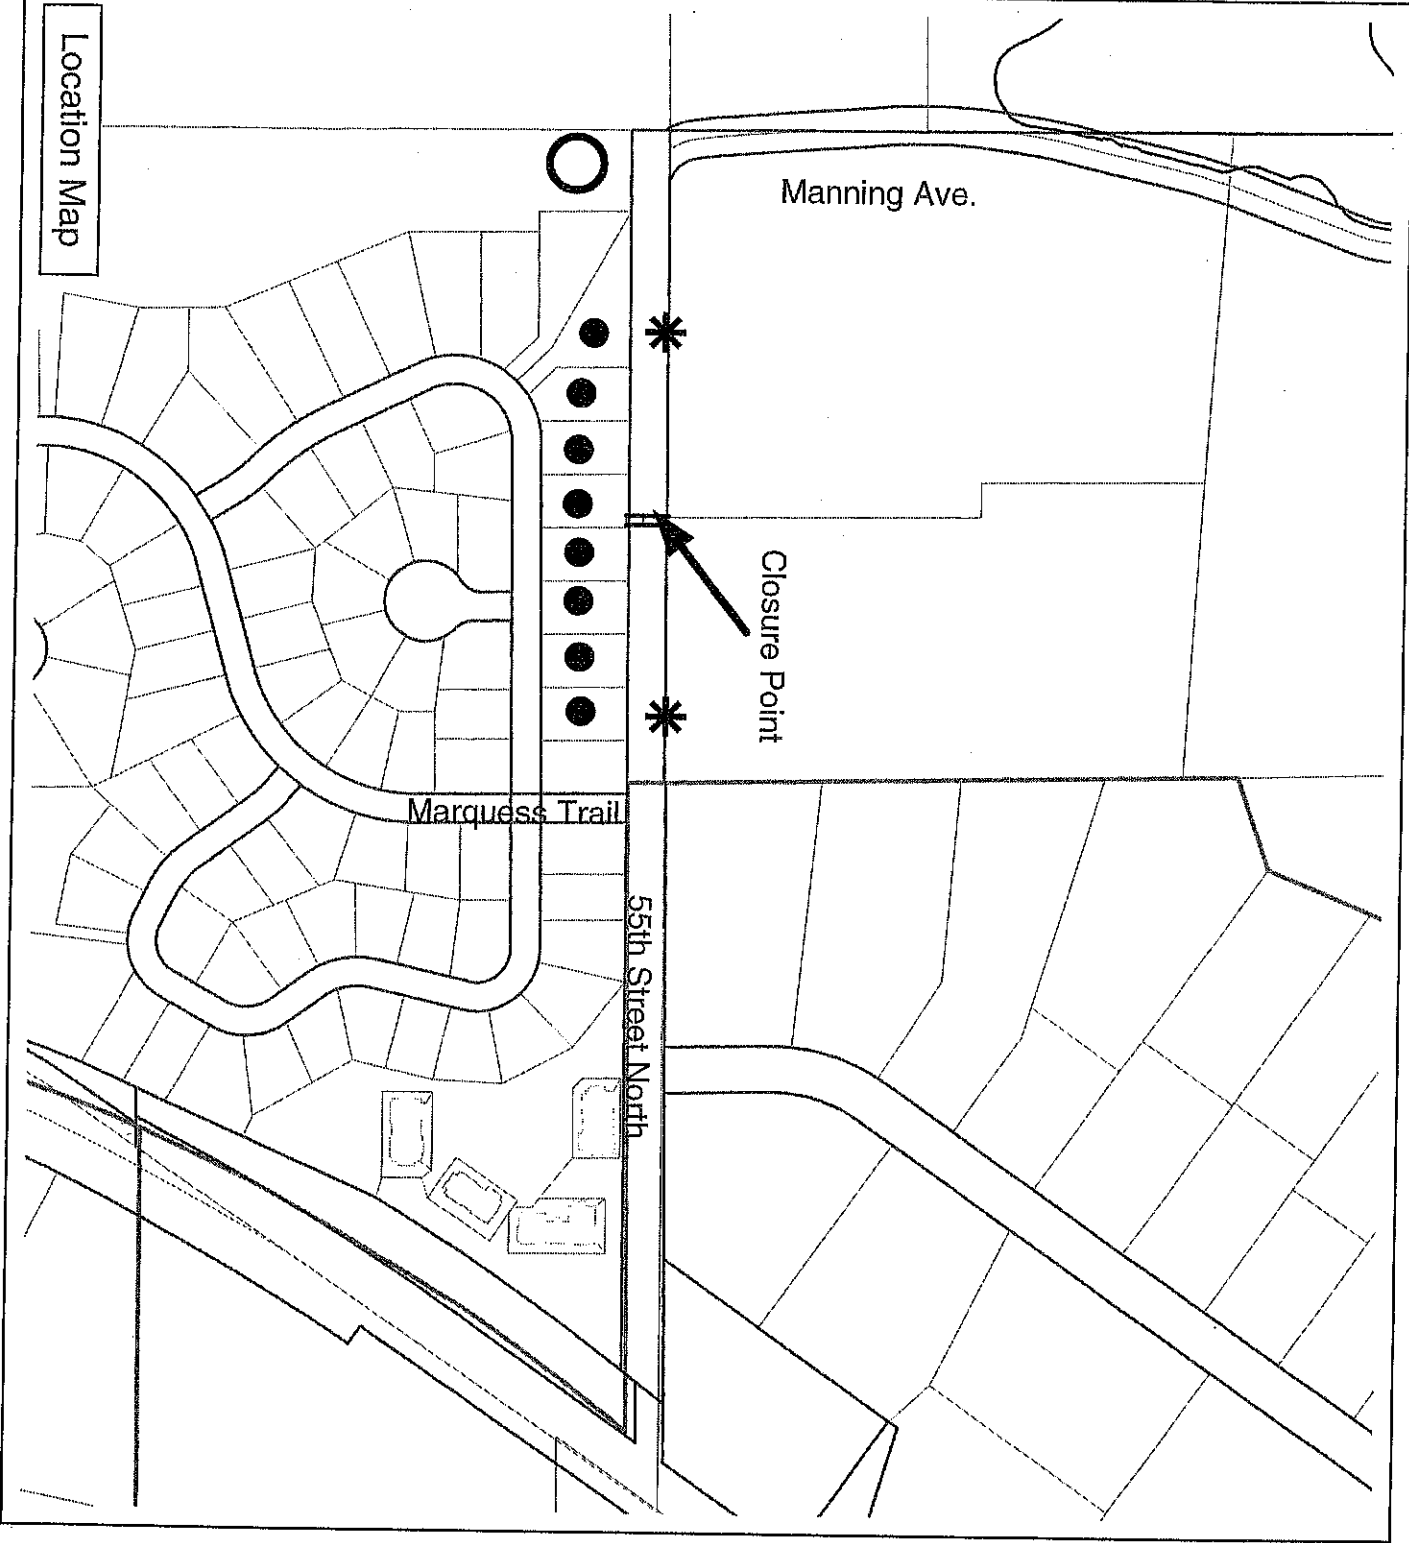 Location Map
Manning Ave.
Closure Point
Marquess Trail
55th Street North